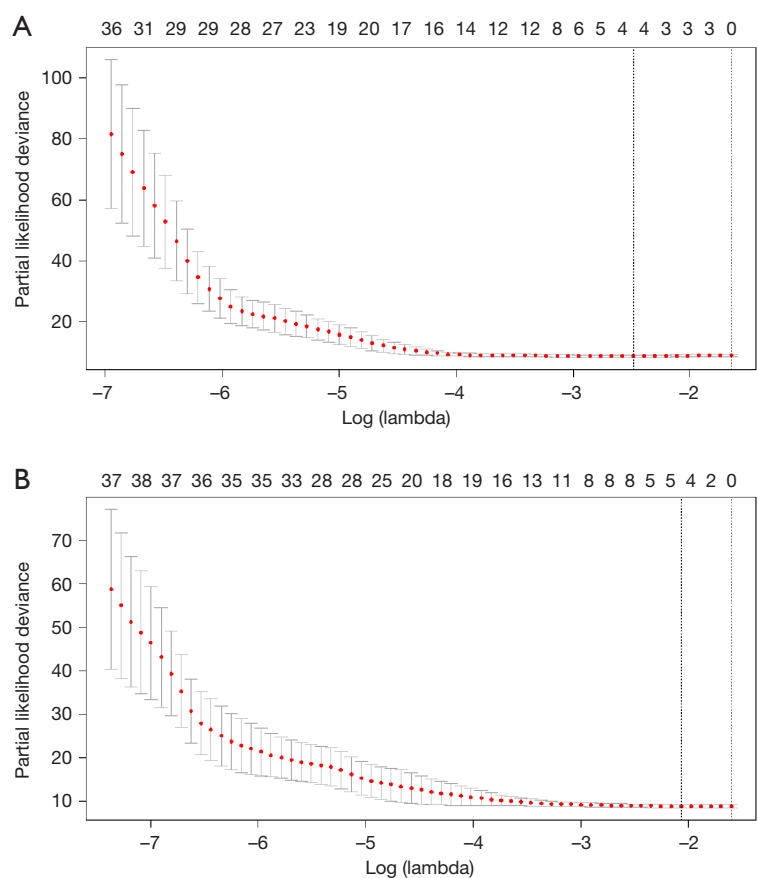 A
36 31 29 29 28 27 23 19 20 17 16 14 12 12 8 6 5 4 4 3 3 3 0
100
80
60
40
20
Partial likelihood deviance
–7 –6 –5 –4 –3 –2
Log (lambda)
B
37 38 37 36 35 35 33 28 28 25 20 18 19 16 13 11 8 8 8 5 5 4 2 0
70
60
50
40
30
20
10
Partial likelihood deviance
–7 –6 –5 –4 –3 –2
Log (lambda)